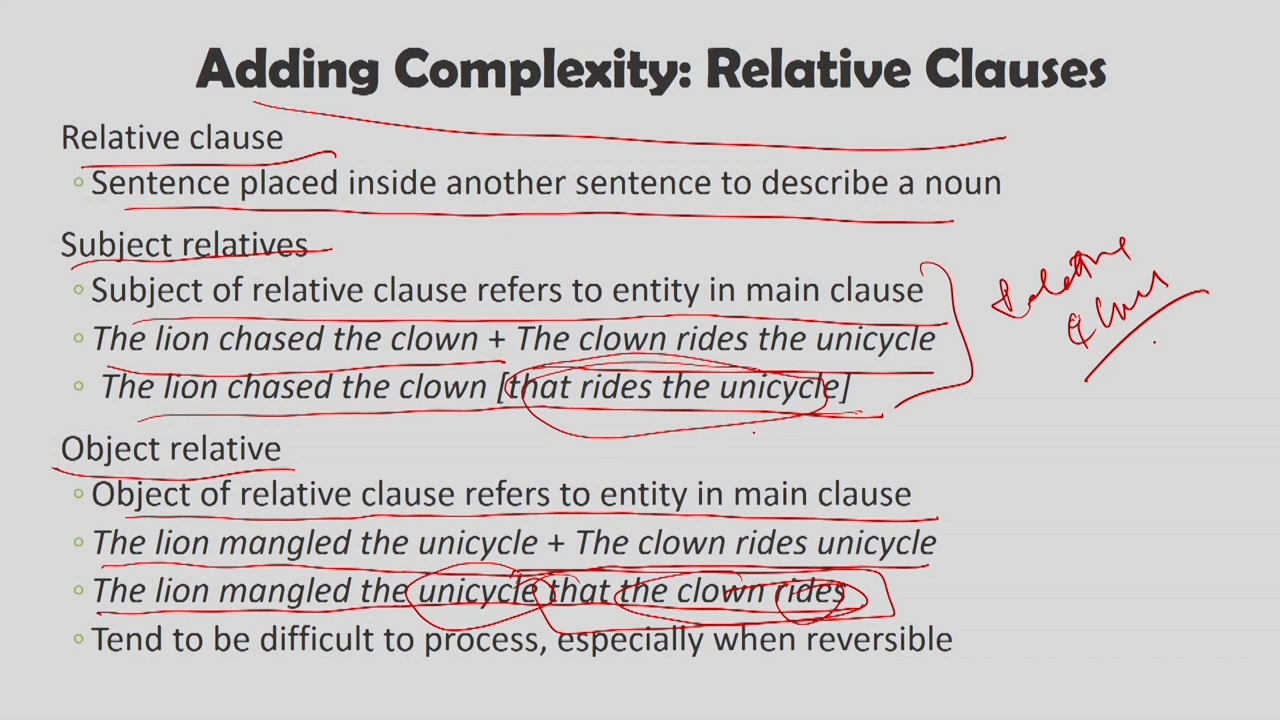 Adding Complexity: Relative Clauses
Relative clause
◦ Sentence placed inside another sentence to describe a noun
Subject relatives
◦ Subject of relative clause refers to entity in main clause
◦ The lion chased the clown + The clown rides the unicycle
◦ The lion chased the clown [that rides the unicycle]
Relative
Object relative
◦ Object of relative clause refers to entity in main clause
◦ The lion mangled the unicycle + The clown rides unicycle
◦ The lion mangled the unicycle that the clown rides
◦ Tend to be difficult to process, especially when reversible